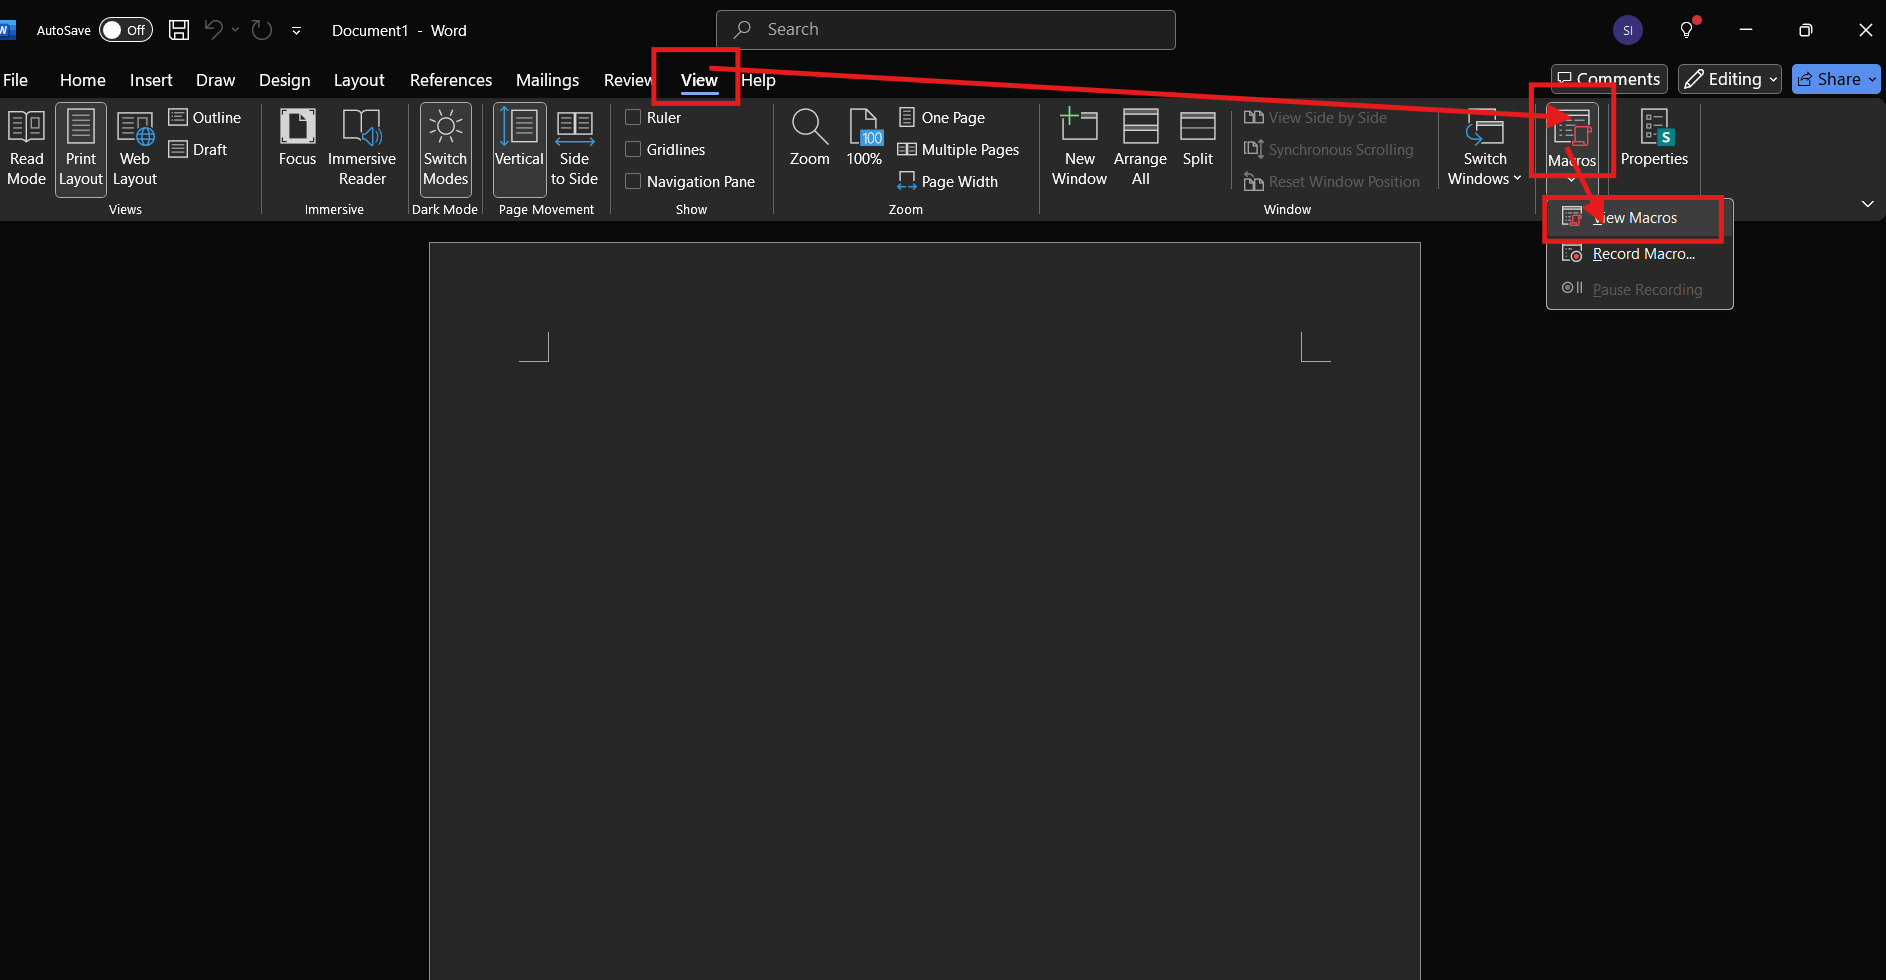 W AutoSave Off Document1 - Word Search SI
File Home Insert Draw Design Layout References Mailings Review View Help Comments Editing Share
Read Mode
Print Layout
Web Layout
Outline
Draft
Views
Focus
Immersive Reader
Immersive
Switch Modes
Dark Mode
Vertical
Side to Side
Page Movement
Ruler
Gridlines
Navigation Pane
Show
Zoom
100
100%
One Page
Multiple Pages
Page Width
Zoom
New Window
Arrange All
Split
View Side by Side
Synchronous Scrolling
Reset Window Position
Window
Switch Windows
Macros
S
Properties
View Macros
Record Macro...
Pause Recording